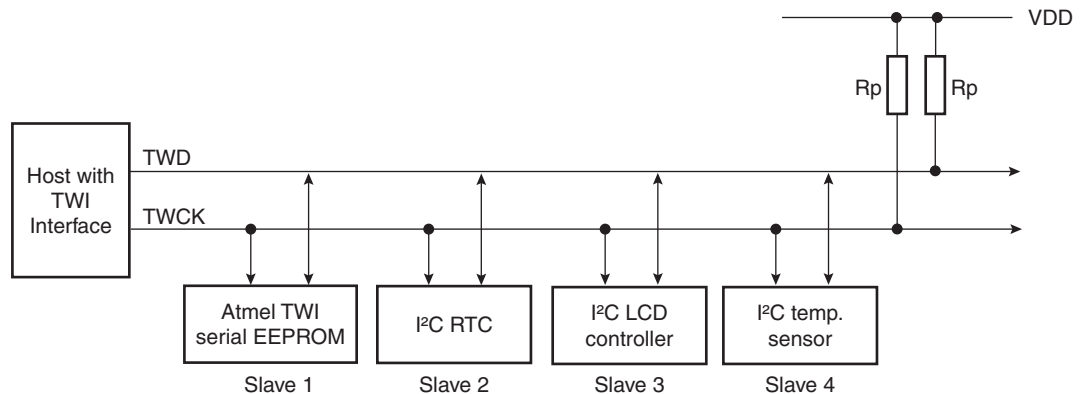 VDD
Rp
Rp
Host with
TWI
Interface
TWD
TWCK
Atmel TWI
serial EEPROM
I²C RTC
I²C LCD
controller
I²C temp.
sensor
Slave 1
Slave 2
Slave 3
Slave 4